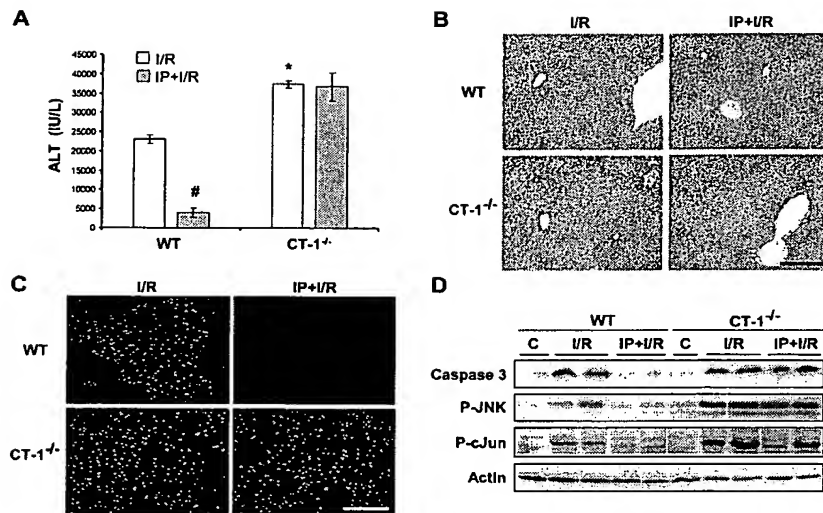 A
ALT (IU/L)
45000
40000
35000
30000
25000
20000
15000
10000
5000
0
I/R
IP+I/R
#
*
WT
CT-1-/-
B
I/R
IP+I/R
WT
CT-1-/-
C
I/R
IP+I/R
WT
CT-1-/-
D
WT
CT-1-/-
C I/R IP+I/R C I/R IP+I/R
Caspase 3
P-JNK
P-cJun
Actin